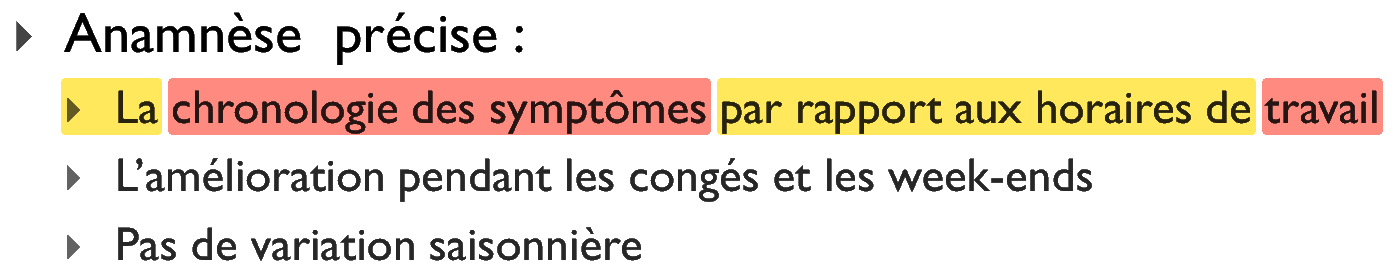 Anamnèse précise :
La chronologie des symptômes par rapport aux horaires de travail
L’amélioration pendant les congés et les week-ends
Pas de variation saisonnière